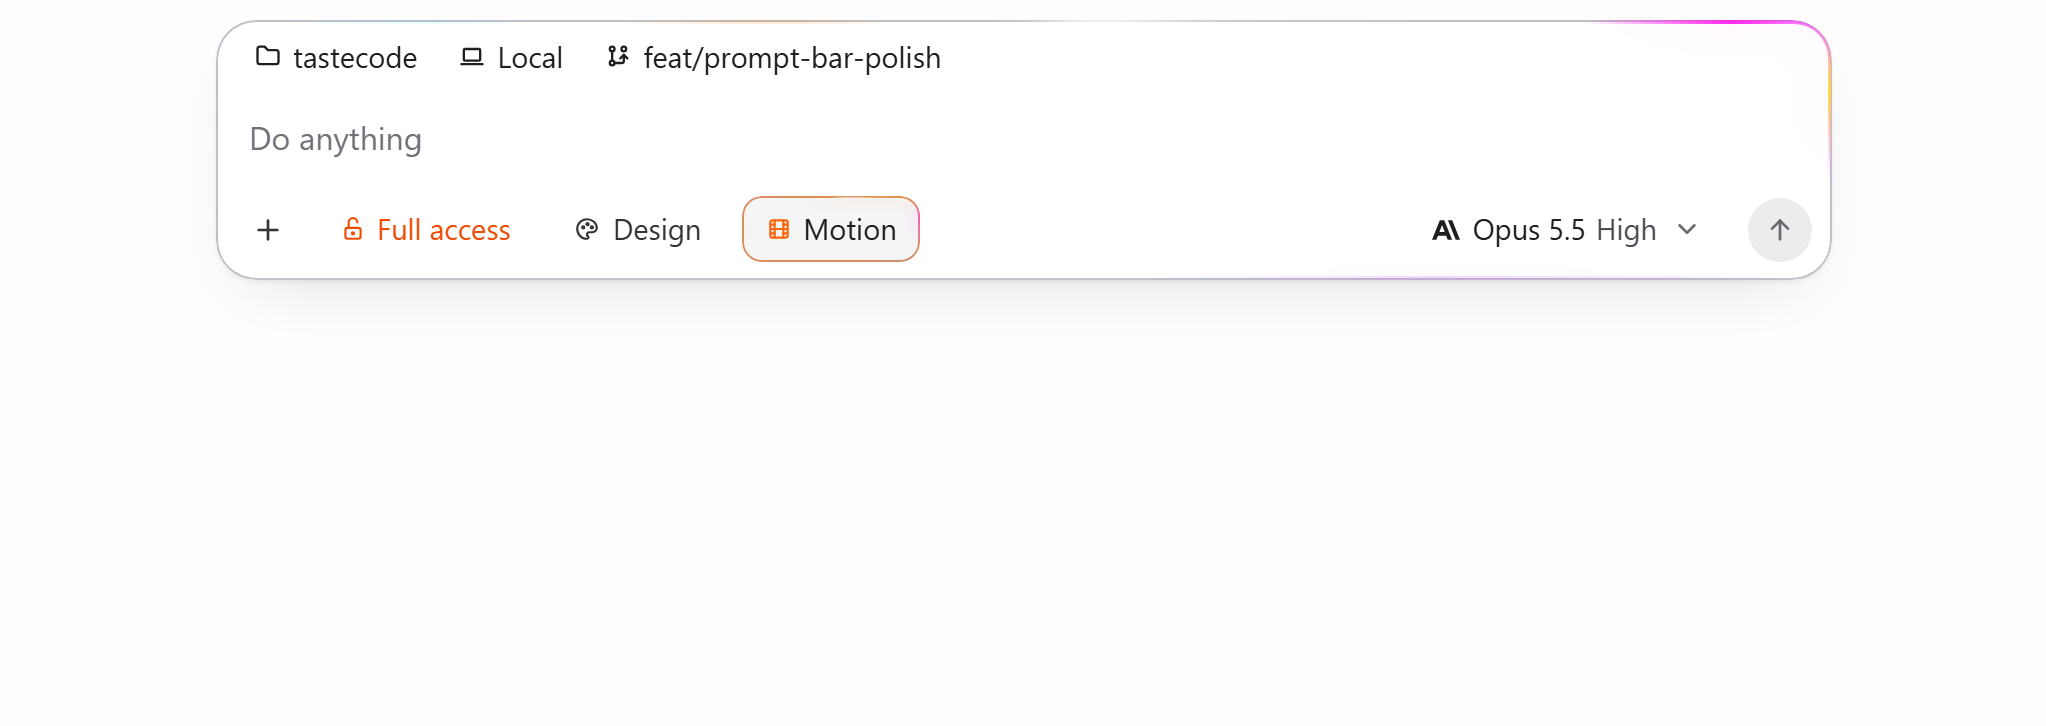 tastecode Local feat/prompt-bar-polish
Do anything
Full access Design Motion Opus 5.5 High